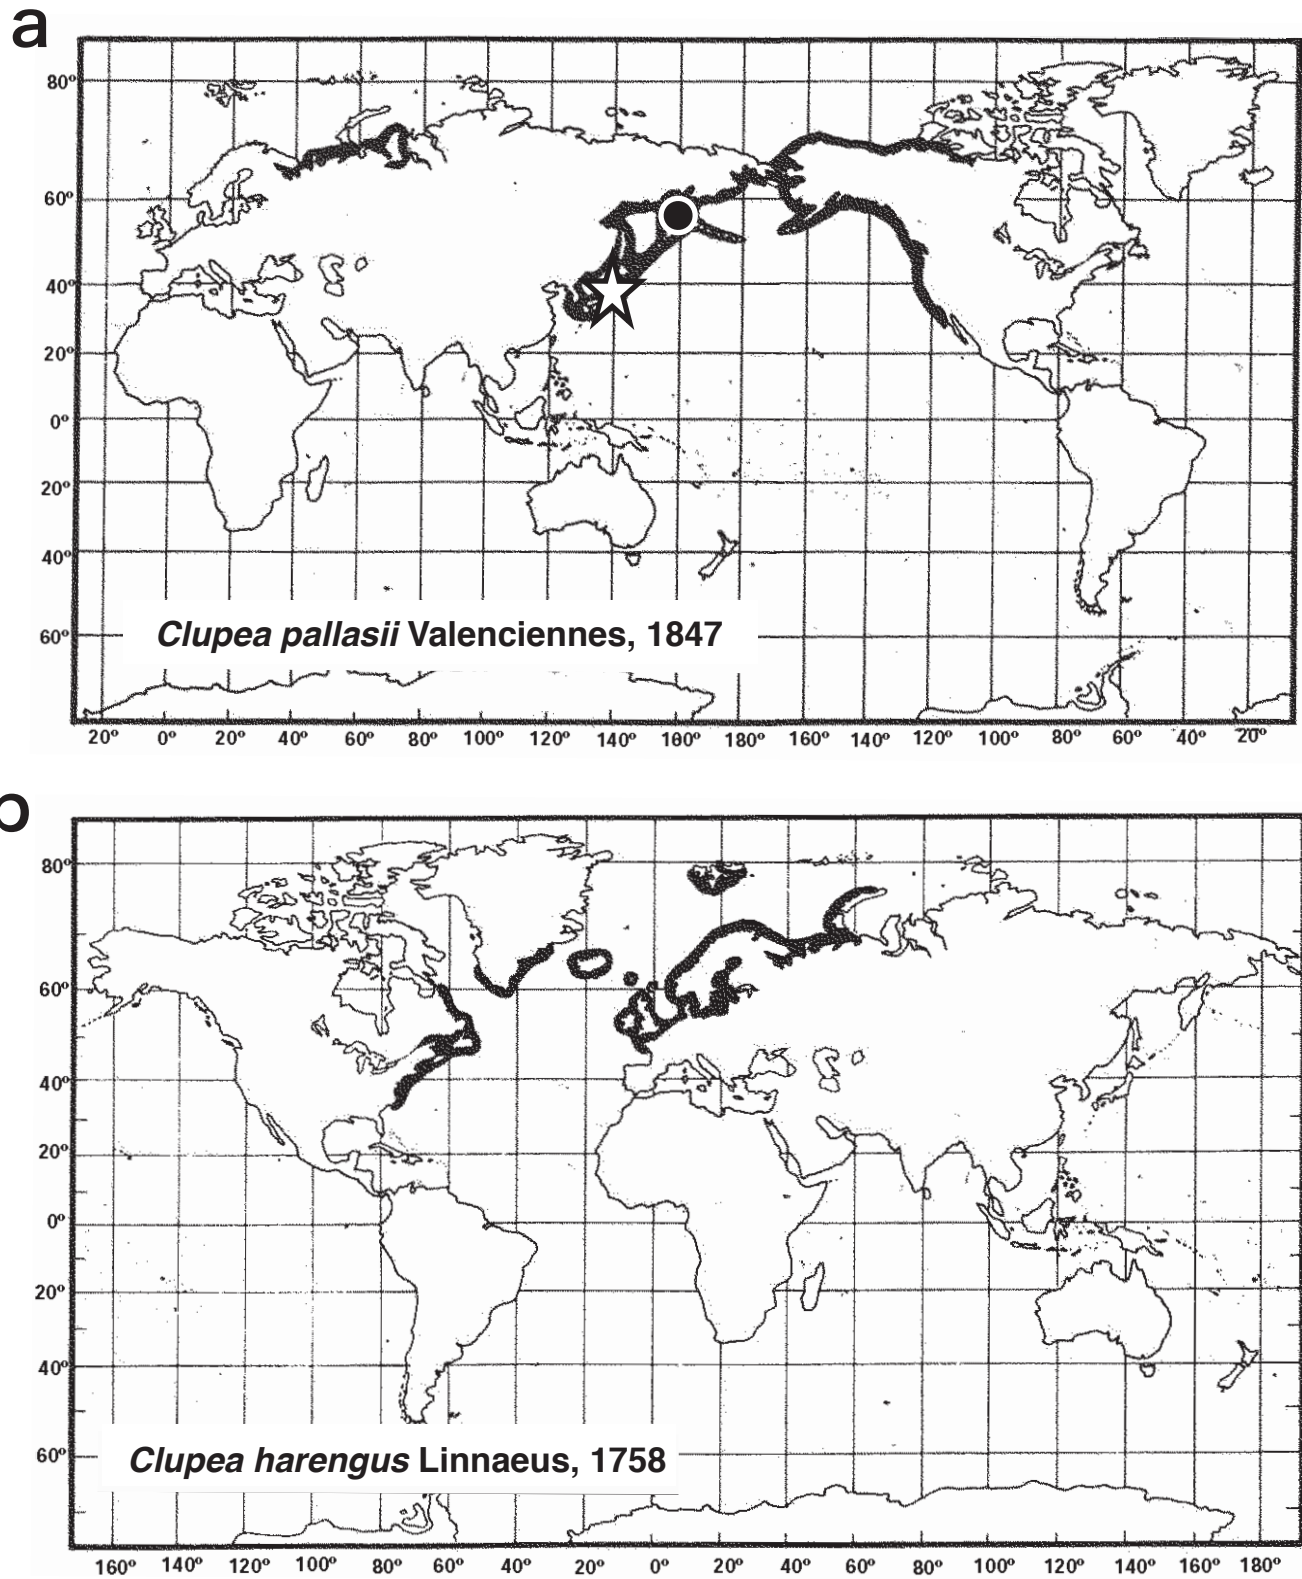 a
80º
60º
40º
20º
0º
20º
40º
60º
Clupea pallasii Valenciennes, 1847
20º 0º 20º 40º 60º 80º 100º 120º 140º 160º 180º 160º 140º 120º 100º 80º 60º 40º 20º
b
80º
60º
40º
20º
0º
20º
40º
60º
Clupea harengus Linnaeus, 1758
160º 140º 120º 100º 80º 60º 40º 20º 0º 20º 40º 60º 80º 100º 120º 140º 160º 180º